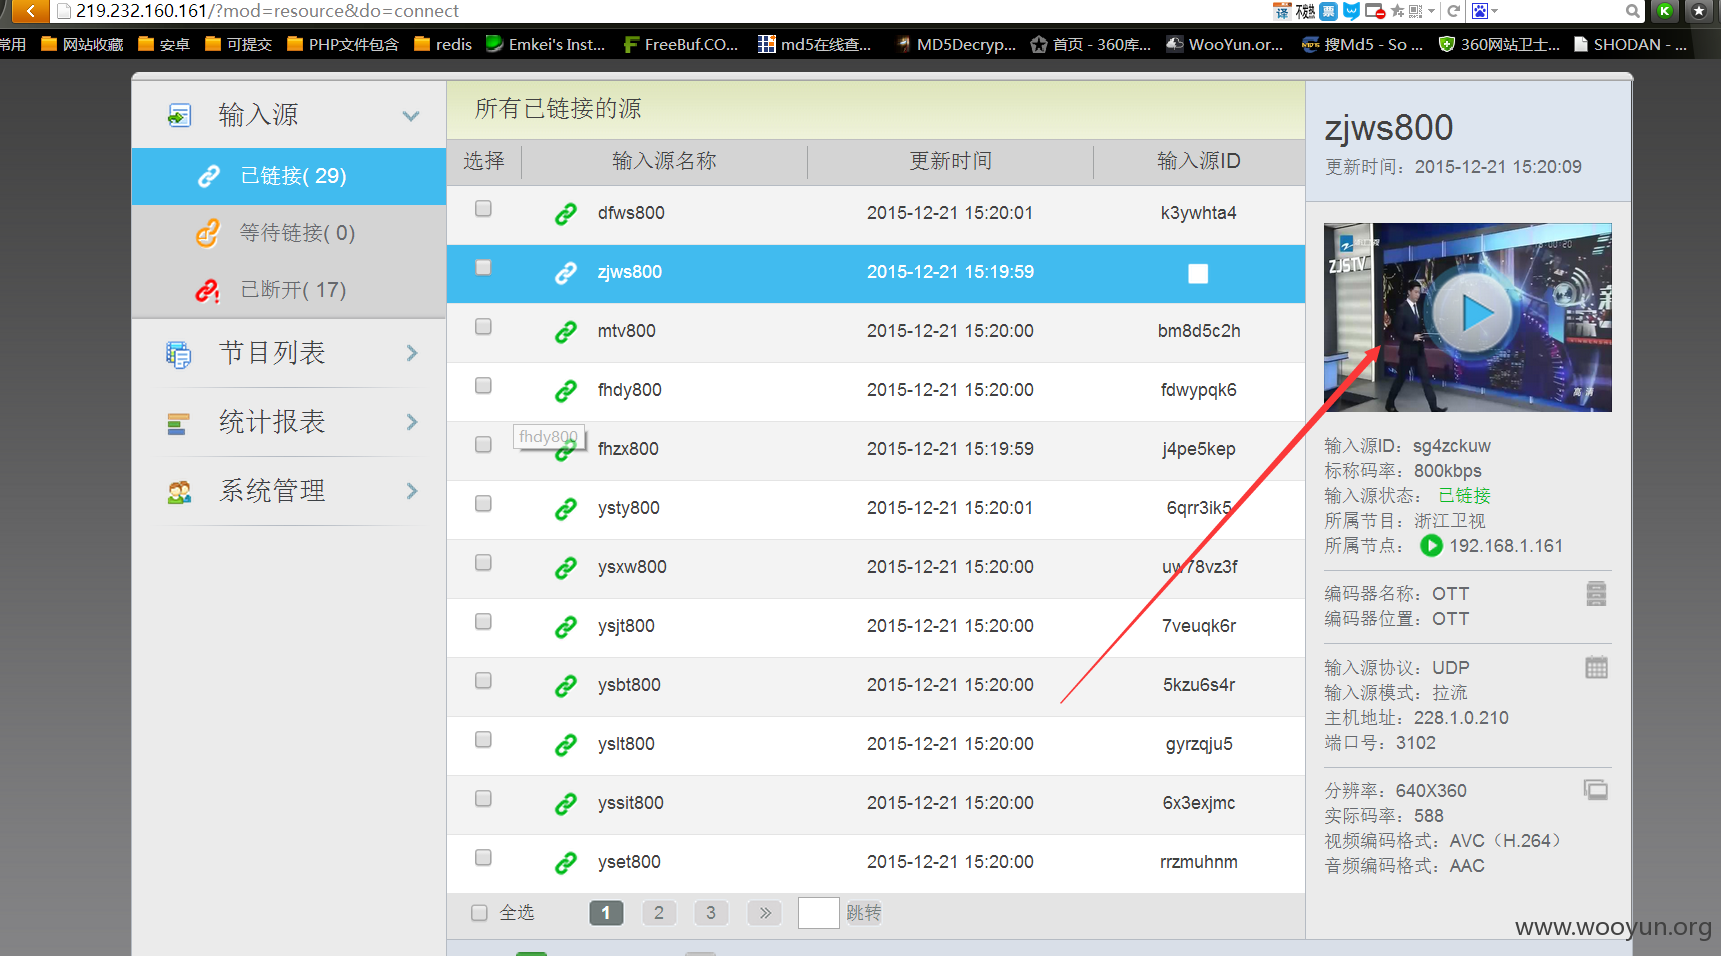 219.232.160.161/?mod=resource&do=connect
译 不热 票
常用 网站收藏 安卓 可提交 PHP文件包含 redis Emkei's Inst... FreeBuf.CO... md5在线查... MD5Decryp... 首页 - 360库... WooYun.or... 搜Md5 - So ... 360网站卫士... SHODAN - ...
输入源
已链接( 29)
等待链接( 0)
已断开( 17)
节目列表
统计报表
系统管理
所有已链接的源
选择 输入源名称 更新时间 输入源ID
dfws800 2015-12-21 15:20:01 k3ywhta4
zjws800 2015-12-21 15:19:59
mtv800 2015-12-21 15:20:00 bm8d5c2h
fhdy800 2015-12-21 15:20:00 fdwypqk6
fhdy800
fhzx800 2015-12-21 15:19:59 j4pe5kep
ysty800 2015-12-21 15:20:01 6qrr3ik5
ysxw800 2015-12-21 15:20:00 uw78vz3f
ysjt800 2015-12-21 15:20:00 7veuqk6r
ysbt800 2015-12-21 15:20:00 5kzu6s4r
yslt800 2015-12-21 15:20:00 gyrzqju5
yssit800 2015-12-21 15:20:00 6x3exjmc
yset800 2015-12-21 15:20:00 rrzmuhnm
全选 1 2 3 » 跳转
zjws800
更新时间：2015-12-21 15:20:09
ZJSTV
高清
输入源ID：sg4zckuw
标称码率：800kbps
输入源状态：已链接
所属节目：浙江卫视
所属节点：192.168.1.161
编码器名称：OTT
编码器位置：OTT
输入源协议：UDP
输入源模式：拉流
主机地址：228.1.0.210
端口号：3102
分辨率：640X360
实际码率：588
视频编码格式：AVC（H.264）
音频编码格式：AAC
www.wooyun.org